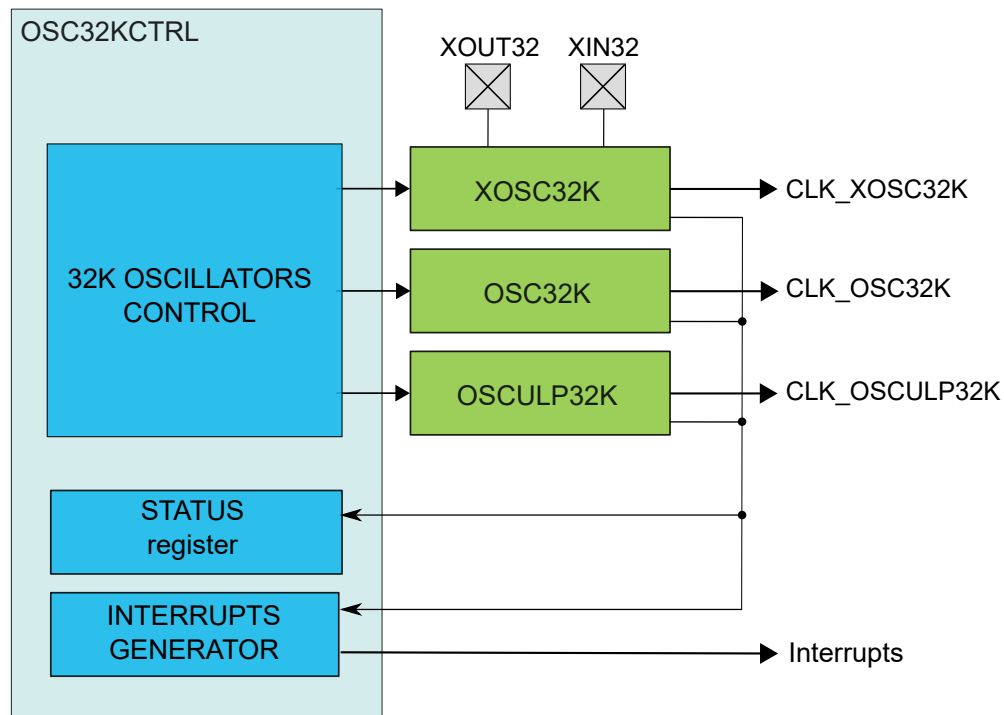 OSC32KCTRL
XOUT32
XIN32
32K OSCILLATORS
CONTROL
XOSC32K
CLK_XOSC32K
OSC32K
CLK_OSC32K
OSCULP32K
CLK_OSCULP32K
STATUS
register
INTERRUPTS
GENERATOR
Interrupts